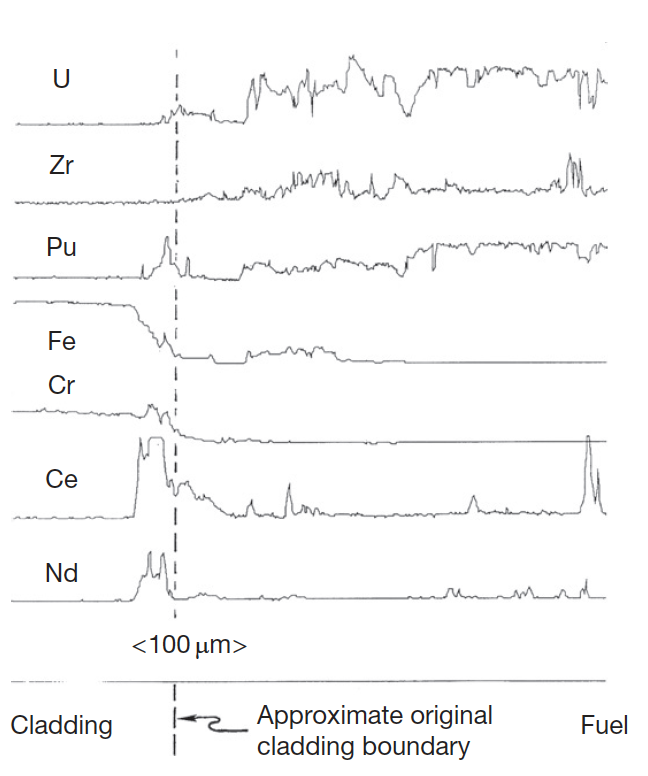 U
Zr
Pu
Fe
Cr
Ce
Nd
<100 μm>
Cladding
Approximate original
cladding boundary
Fuel